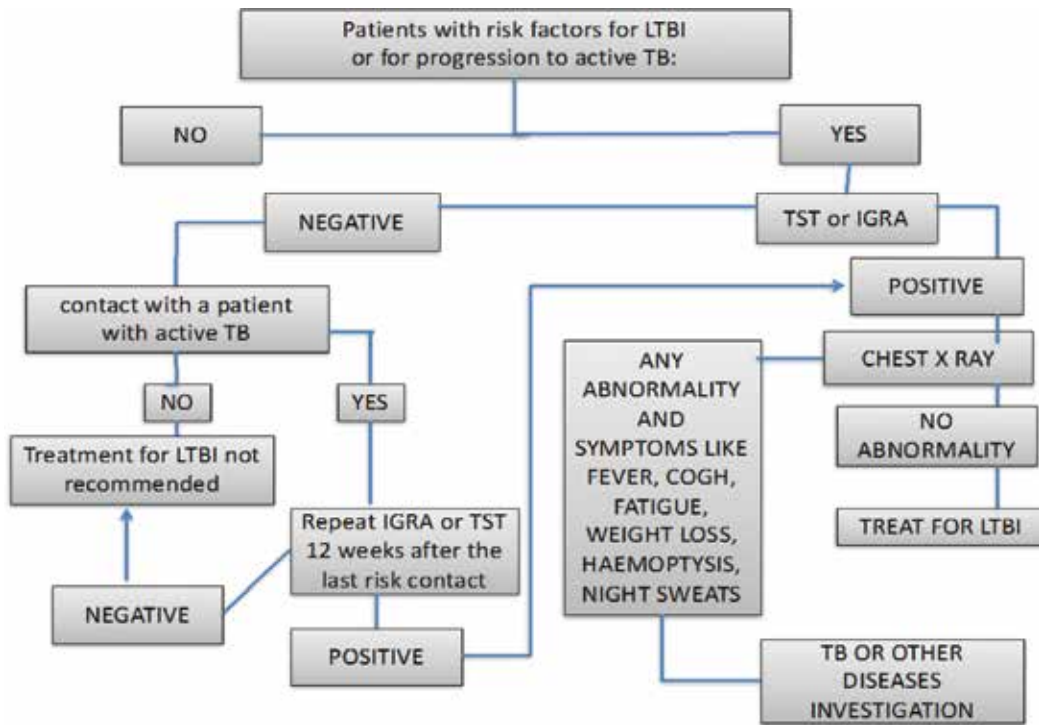 Patients with risk factors for LTBI
or for progression to active TB:
NO
YES
NEGATIVE
TST or IGRA
POSITIVE
contact with a patient
with active TB
CHEST X RAY
ANY
ABNORMALITY
AND
SYMPTOMS LIKE
FEVER, COGH,
FATIGUE,
WEIGHT LOSS,
HAEMOPTYSIS,
NIGHT SWEATS
NO
YES
NO
ABNORMALITY
Treatment for LTBI not
recommended
Repeat IGRA or TST
12 weeks after the
last risk contact
TREAT FOR LTBI
NEGATIVE
POSITIVE
TB OR OTHER
DISEASES
INVESTIGATION